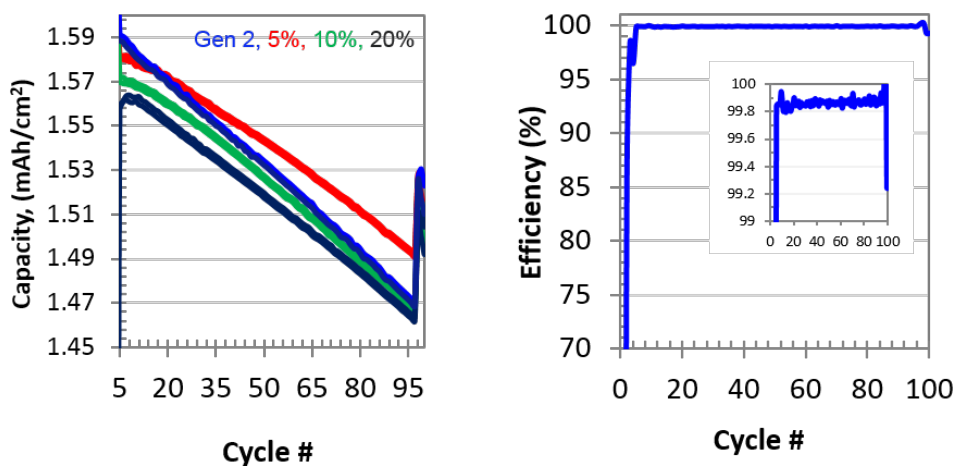 Capacity, (mAh/cm²)
1.59
1.57
1.55
1.53
1.51
1.49
1.47
1.45
Gen 2, 5%, 10%, 20%
5 20 35 50 65 80 95
Cycle #
Efficiency (%)
100
95
90
85
80
75
70
0 20 40 60 80 100
Cycle #
100
99.8
99.6
99.4
99.2
99
0 20 40 60 80 100